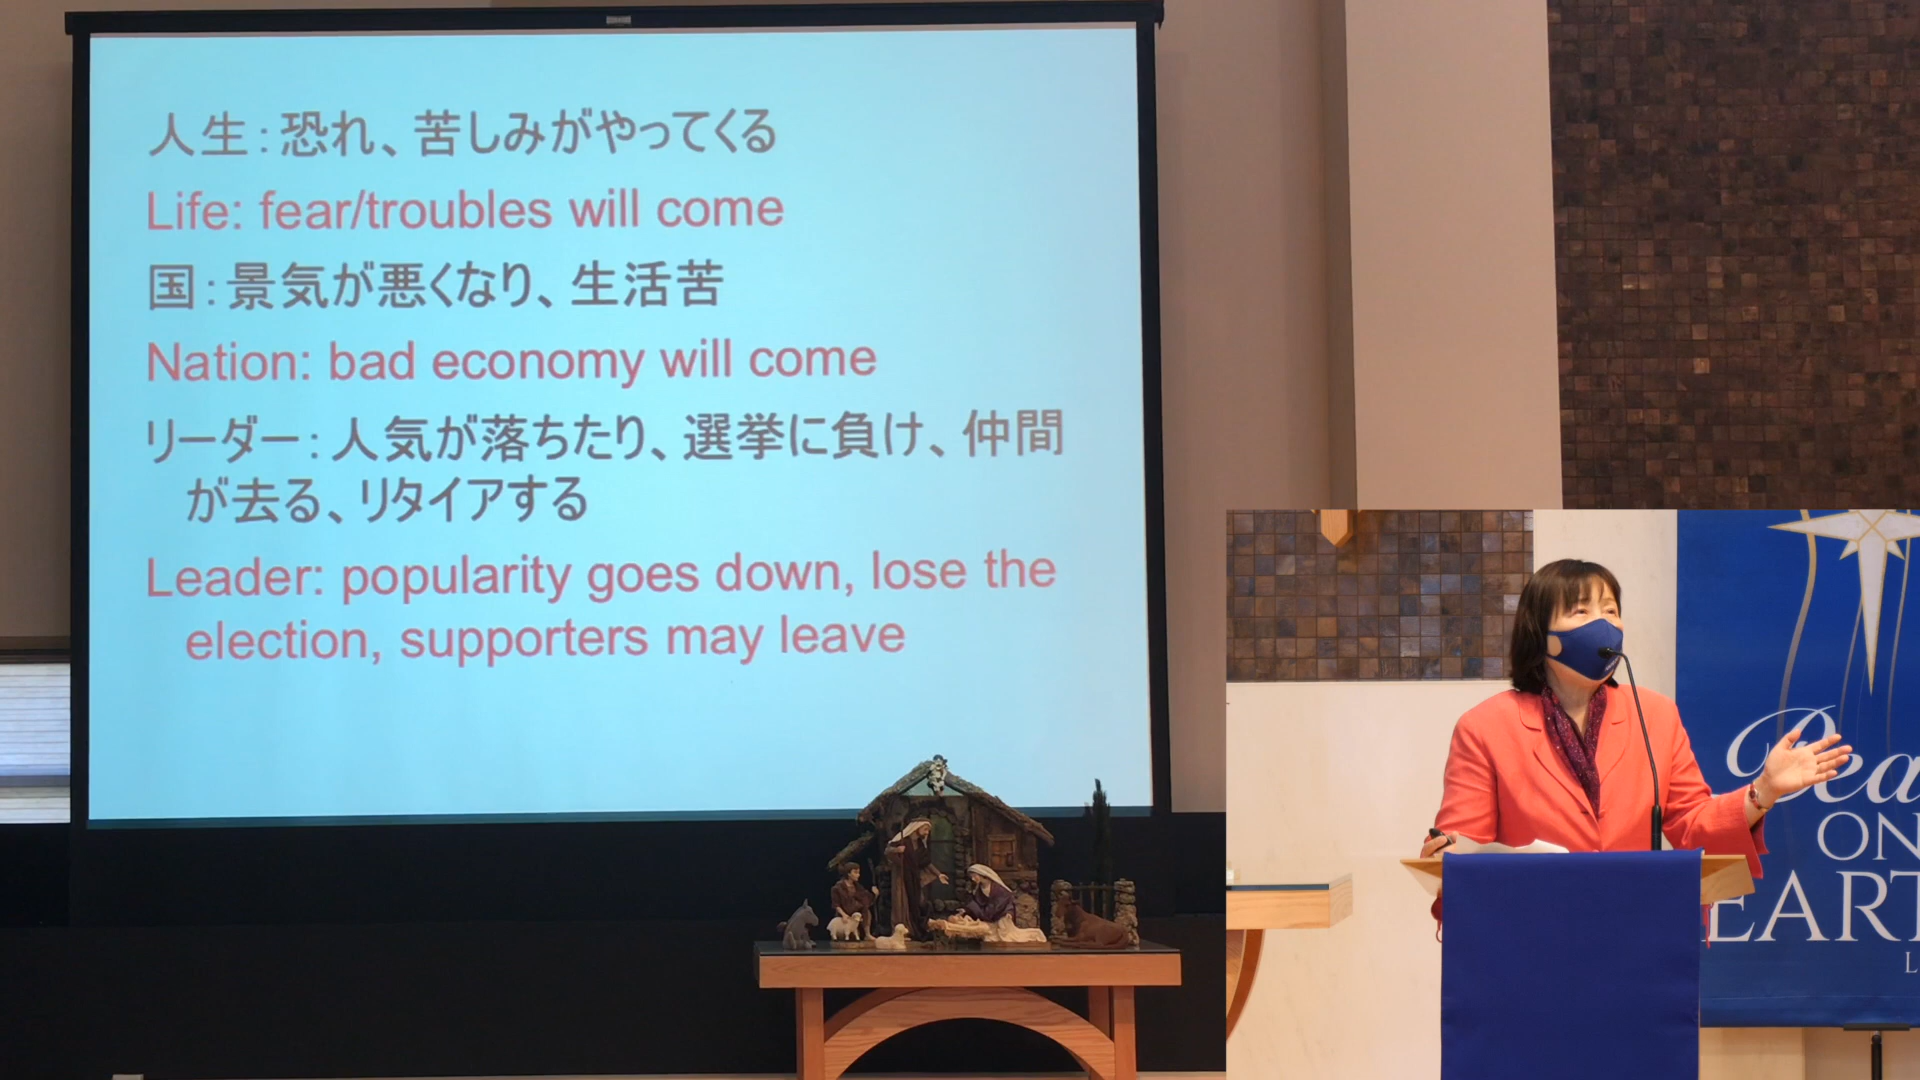 人生：恐れ、苦しみがやってくる
Life: fear/troubles will come
国：景気が悪くなり、生活苦
Nation: bad economy will come
リーダー：人気が落ちたり、選挙に負け、仲間
が去る、リタイアする
Leader: popularity goes down, lose the
election, supporters may leave
ON